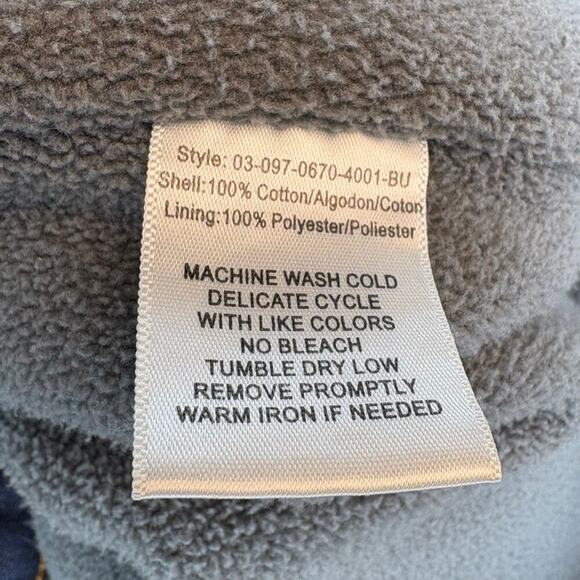 Style: 03-097-0670-4001-BU
Shell:100% Cotton/Algodon/Coton
Lining:100% Polyester/Poliester
MACHINE WASH COLD
DELICATE CYCLE
WITH LIKE COLORS
NO BLEACH
TUMBLE DRY LOW
REMOVE PROMPTLY
WARM IRON IF NEEDED